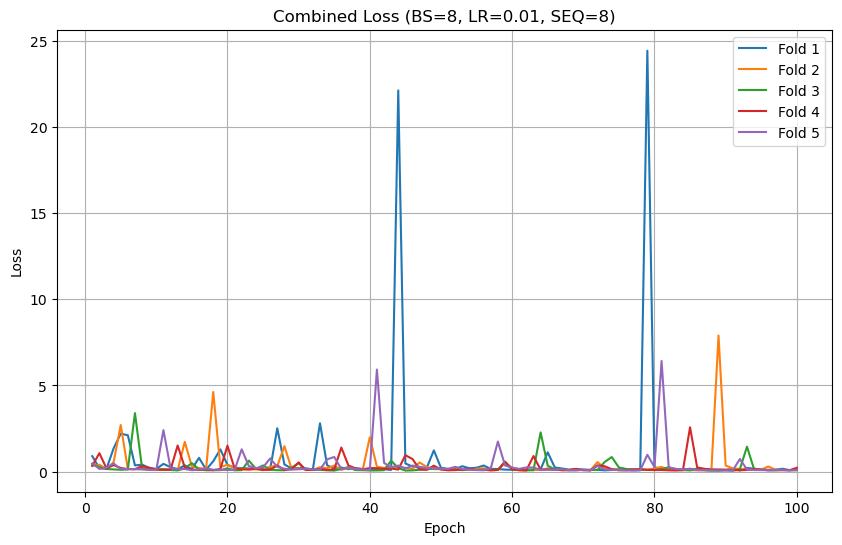 Combined Loss (BS=8, LR=0.01, SEQ=8)
Fold 1
Fold 2
Fold 3
Fold 4
Fold 5
Loss
25
20
15
10
5
0
0 20 40 60 80 100
Epoch